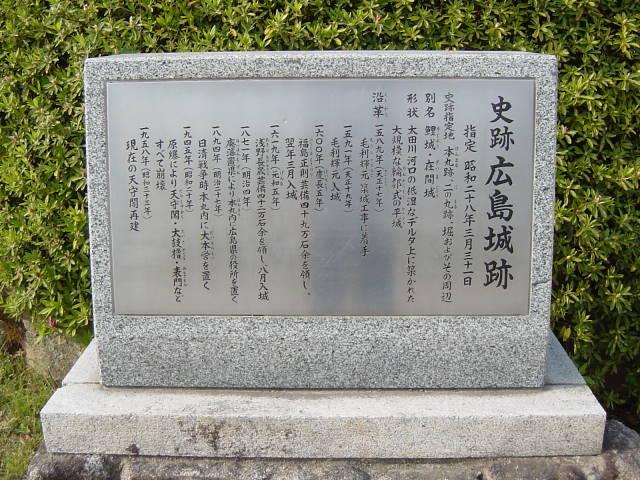 史跡 広島城跡
指定 昭和二十八年三月三十一日
史跡指定地 本丸跡、二の丸跡、堀およびその周辺
別名 鯉城・在間城
形状 太田川河口の低湿なデルタ上に築かれた
大規模な輪郭式の平城
沿革
一五八九年(天正十七年)
毛利輝元築城工事に着手
一五九一年(天正十九年)
毛利輝元入城
一六〇〇年(慶長五年)
福島正則芸備四十九万石余を領し、
翌年三月入城
一六一九年(元和五年)
浅野長晟芸備四十二万石余を領し、八月入城
一八七一年(明治四年)
廃藩置県により本丸内に広島県の役所を置く
一八九四年(明治二十七年)
日清戦争時本丸内に大本営を置く
一九四五年(昭和二十年)
原爆により天守閣・太鼓櫓・表門など
すべて崩壊
一九五八年(昭和三十三年)
現在の天守閣再建